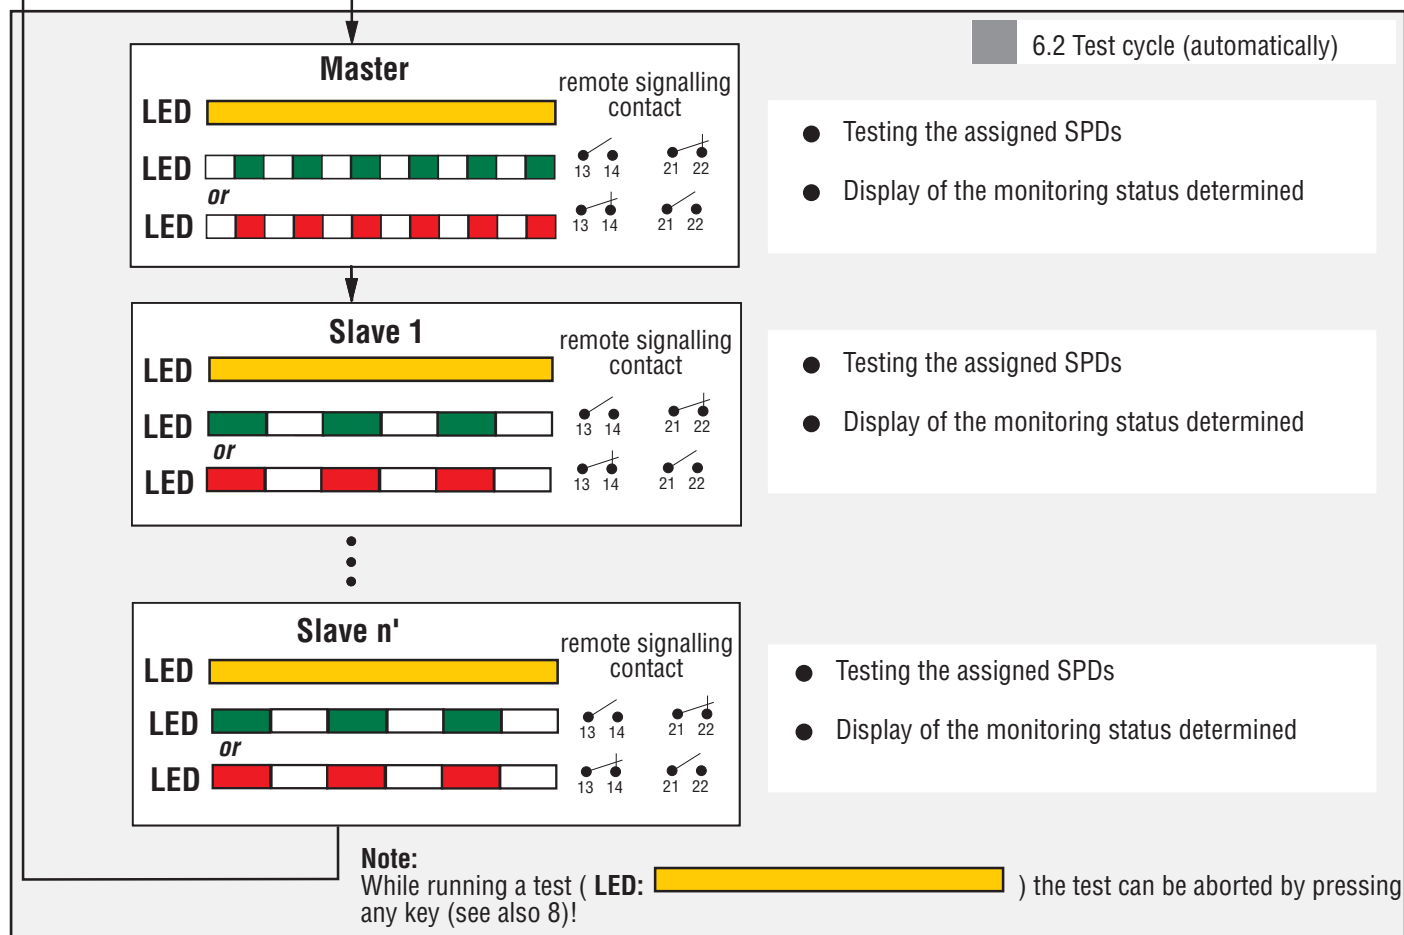 6.2 Test cycle (automatically)
Master
remote signalling
contact
LED
LED
13 14 21 22
or
LED
13 14 21 22
Testing the assigned SPDs
Display of the monitoring status determined
Slave 1
remote signalling
contact
LED
LED
13 14 21 22
or
LED
13 14 21 22
Testing the assigned SPDs
Display of the monitoring status determined
Slave n'
remote signalling
contact
LED
LED
13 14 21 22
or
LED
13 14 21 22
Testing the assigned SPDs
Display of the monitoring status determined
Note:
While running a test ( LED: ) the test can be aborted by pressing
any key (see also 8)!